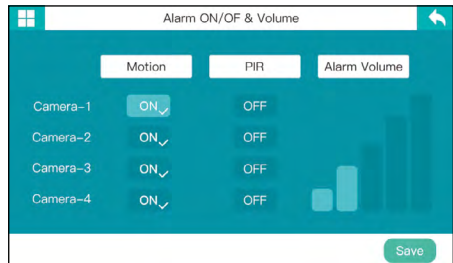 Alarm ON/OF & Volume
Motion PIR Alarm Volume
Camera-1 ON OFF
Camera-2 ON OFF
Camera-3 ON OFF
Camera-4 ON OFF
Save